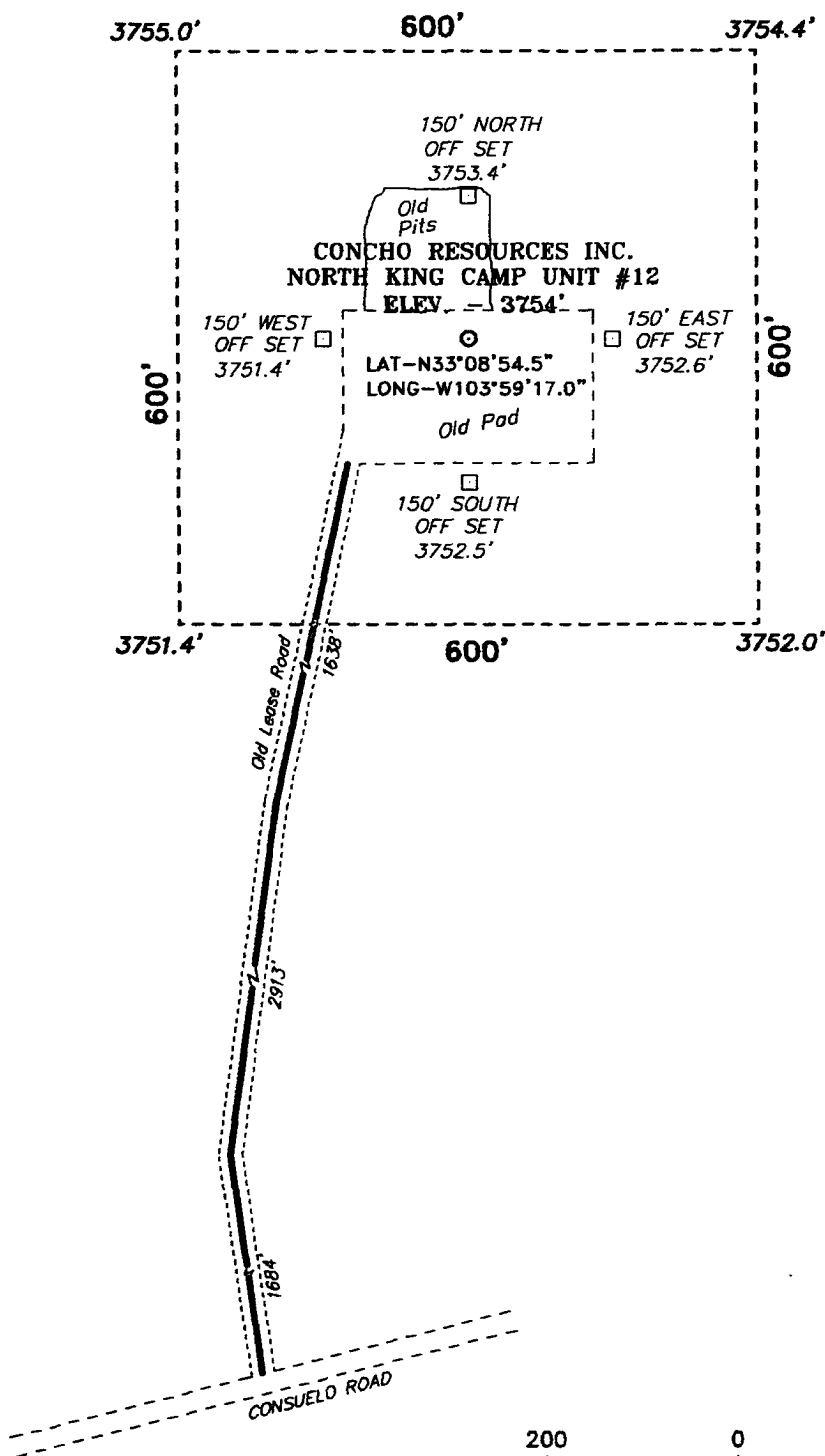 3755.0' 600' 3754.4'
150' NORTH
OFF SET
3753.4'
Old
Pits
CONCHO RESOURCES INC.
NORTH KING CAMP UNIT #12
ELEV. - 3754'
150' WEST
OFF SET
3751.4'
150' EAST
OFF SET
3752.6'
600'
600'
LAT-N33°08'54.5"
LONG-W103°59'17.0"
Old Pad
150' SOUTH
OFF SET
3752.5'
3751.4' 600' 3752.0'
Old Lease Road
1638'
2913'
1684'
CONSUELO ROAD
200 0